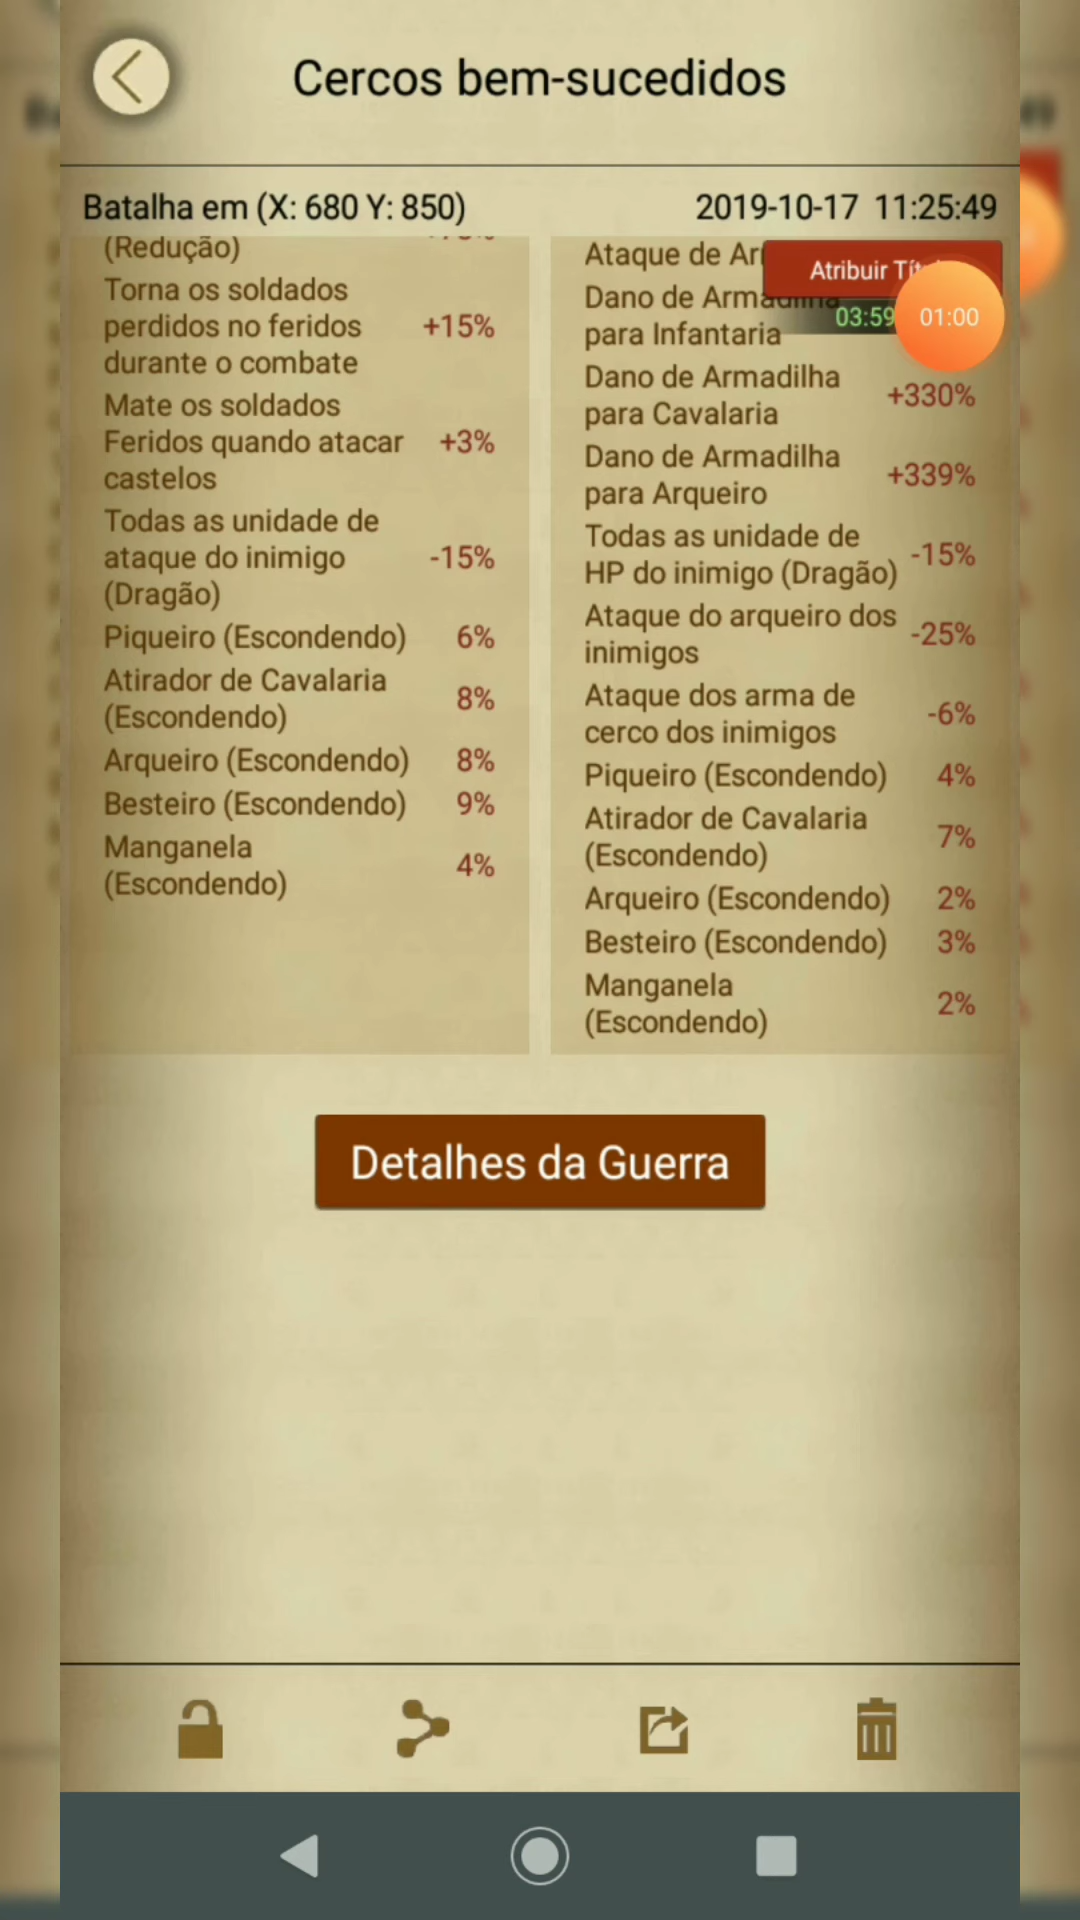 Cercos bem-sucedidos
Batalha em (X: 680 Y: 850)
2019-10-17 11:25:49
(Redução)
Torna os soldados
perdidos no feridos
durante o combate
+15%
Mate os soldados
Feridos quando atacar
castelos
+3%
Todas as unidade de
ataque do inimigo
(Dragão)
-15%
Piqueiro (Escondendo) 6%
Atirador de Cavalaria
(Escondendo)
8%
Arqueiro (Escondendo) 8%
Besteiro (Escondendo) 9%
Manganela
(Escondendo)
4%
Ataque de
Atribuir
Dano de Armadilha
para Infantaria
03:59
01:00
Dano de Armadilha
para Cavalaria
+330%
Dano de Armadilha
para Arqueiro
+339%
Todas as unidade de
HP do inimigo (Dragão)
-15%
Ataque do arqueiro dos
inimigos
-25%
Ataque dos arma de
cerco dos inimigos
-6%
Piqueiro (Escondendo) 4%
Atirador de Cavalaria
(Escondendo)
7%
Arqueiro (Escondendo) 2%
Besteiro (Escondendo) 3%
Manganela
(Escondendo)
2%
Detalhes da Guerra